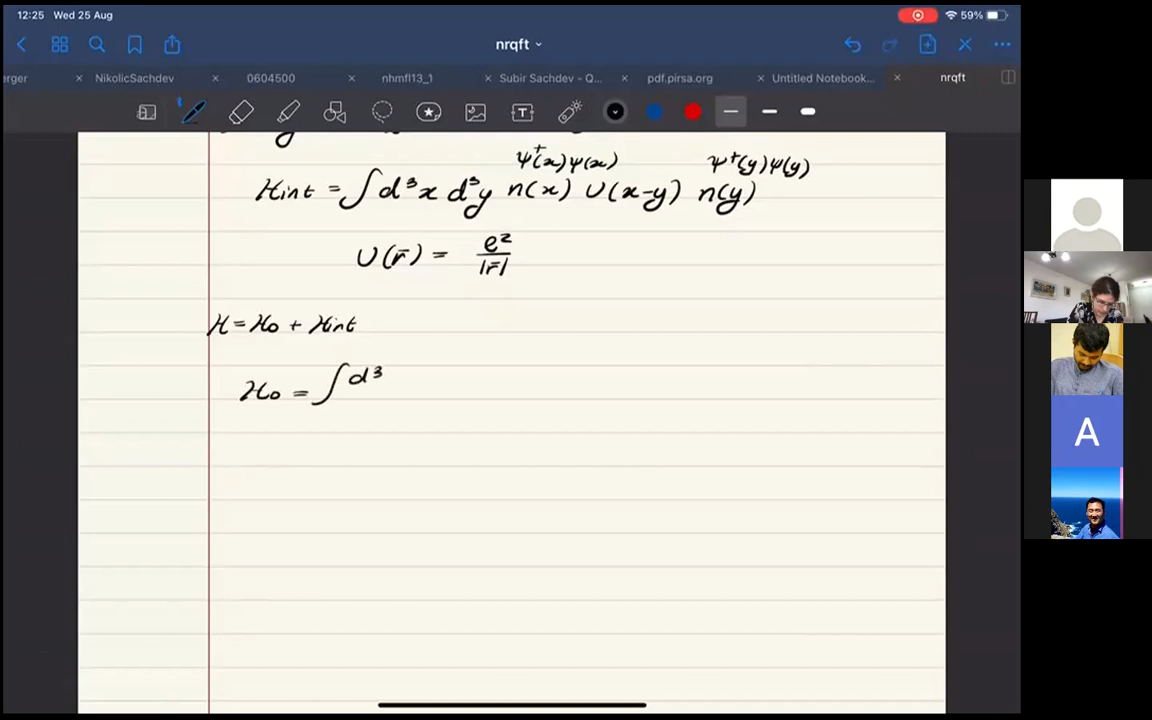 12:25 Wed 25 Aug
59%
nrqft
erger
NikolicSachdev
0604500
nhmfl13_1
Subir Sachdev - Q...
pdf.pirsa.org
Untitled Notebook...
nrqft
ψ†(x)ψ(x) ψ†(y)ψ(y)
Hint = ∫d³x d³y n(x) U(x-y) n(y)
U(r̄) = e²/|r̄|
H = H₀ + Hint
H₀ = ∫d³
A